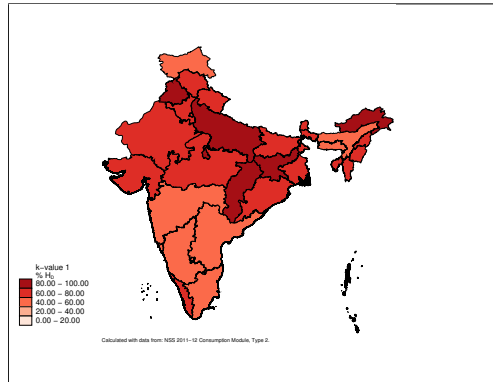 k-value 1
% H₀
80.00 − 100.00
60.00 − 80.00
40.00 − 60.00
20.00 − 40.00
0.00 − 20.00
Calculated with data from: NSS 2011−12 Consumption Module, Type 2.